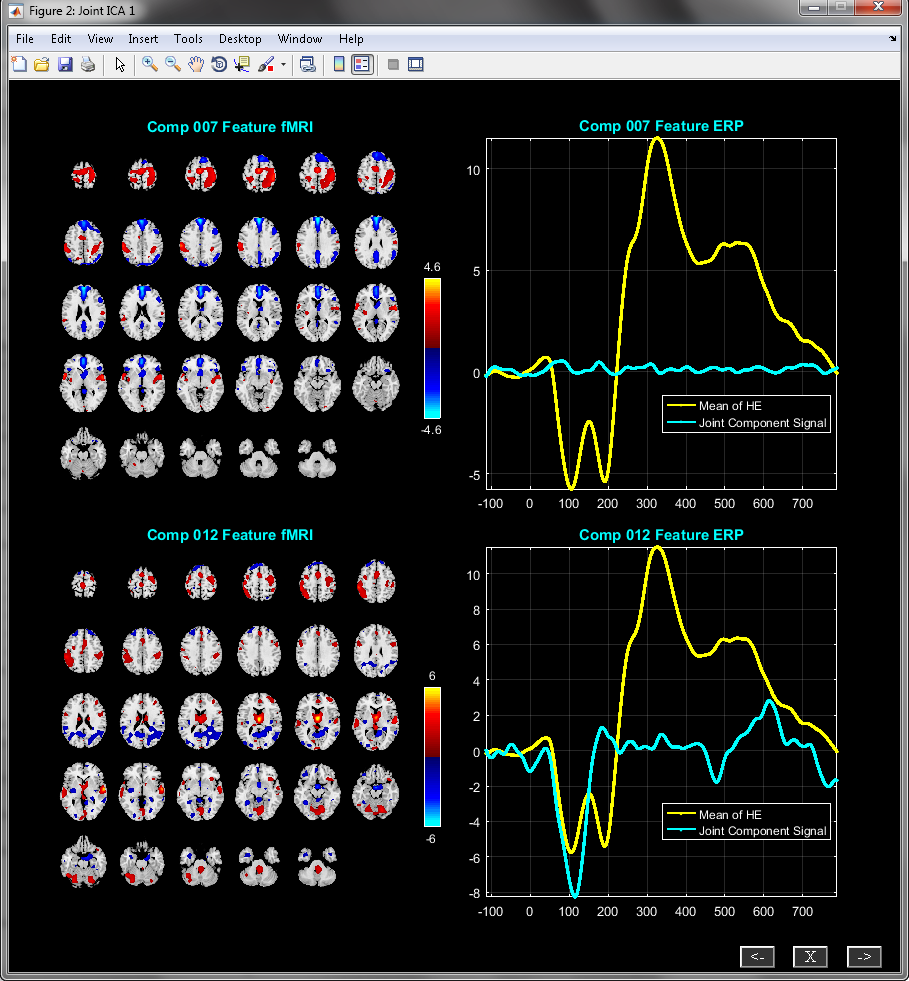 Figure 2: Joint ICA 1
File Edit View Insert Tools Desktop Window Help
Comp 007 Feature fMRI
4.6
-4.6
Comp 007 Feature ERP
10
5
0
-5
-100 0 100 200 300 400 500 600 700
Mean of HE
Joint Component Signal
Comp 012 Feature fMRI
6
-6
Comp 012 Feature ERP
10
8
6
4
2
0
-2
-4
-6
-8
-100 0 100 200 300 400 500 600 700
Mean of HE
Joint Component Signal
<- X ->